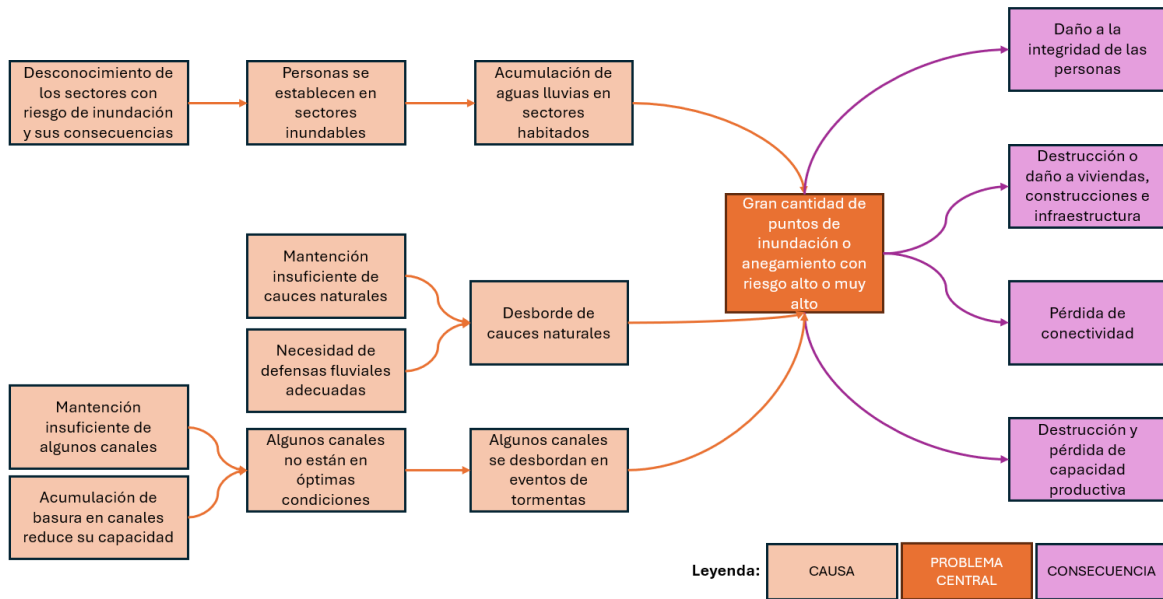 Desconocimiento de
los sectores con
riesgo de inundación
y sus consecuencias
Personas se
establecen en
sectores
inundables
Acumulación de
aguas lluvias en
sectores
habitados
Mantención
insuficiente de
cauces naturales
Necesidad de
defensas fluviales
adecuadas
Desborde de
cauces naturales
Mantención
insuficiente de
algunos canales
Acumulación de
basura en canales
reduce su capacidad
Algunos canales
no están en
óptimas
condiciones
Algunos canales
se desbordan en
eventos de
tormentas
Gran cantidad de
puntos de
inundación o
anegamiento con
riesgo alto o muy
alto
Daño a la
integridad de las
personas
Destrucción o
daño a viviendas,
construcciones e
infraestructura
Pérdida de
conectividad
Destrucción y
pérdida de
capacidad
productiva
Leyenda:
CAUSA
PROBLEMA
CENTRAL
CONSECUENCIA